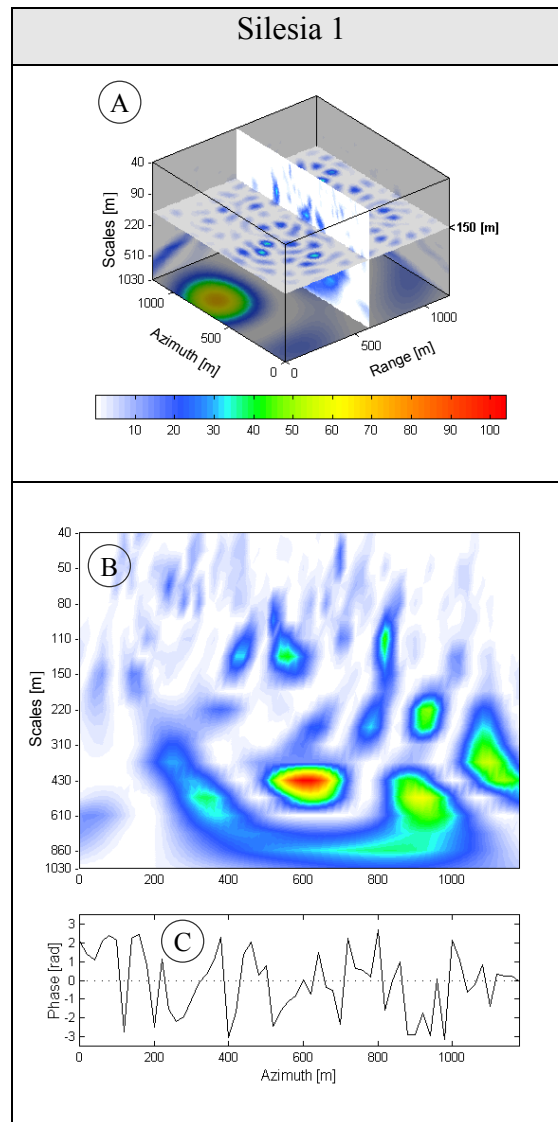 Silesia 1
A
Scales [m]
40
90
220
510
1030
<150 [m]
1000
500
0
Azimuth [m]
0
500
1000
Range [m]
10 20 30 40 50 60 70 80 90 100
B
Scales [m]
40
50
80
110
150
220
310
430
610
860
1030
0 200 400 600 800 1000
C
Phase [rad]
3
2
1
0
-1
-2
-3
0 200 400 600 800 1000
Azimuth [m]